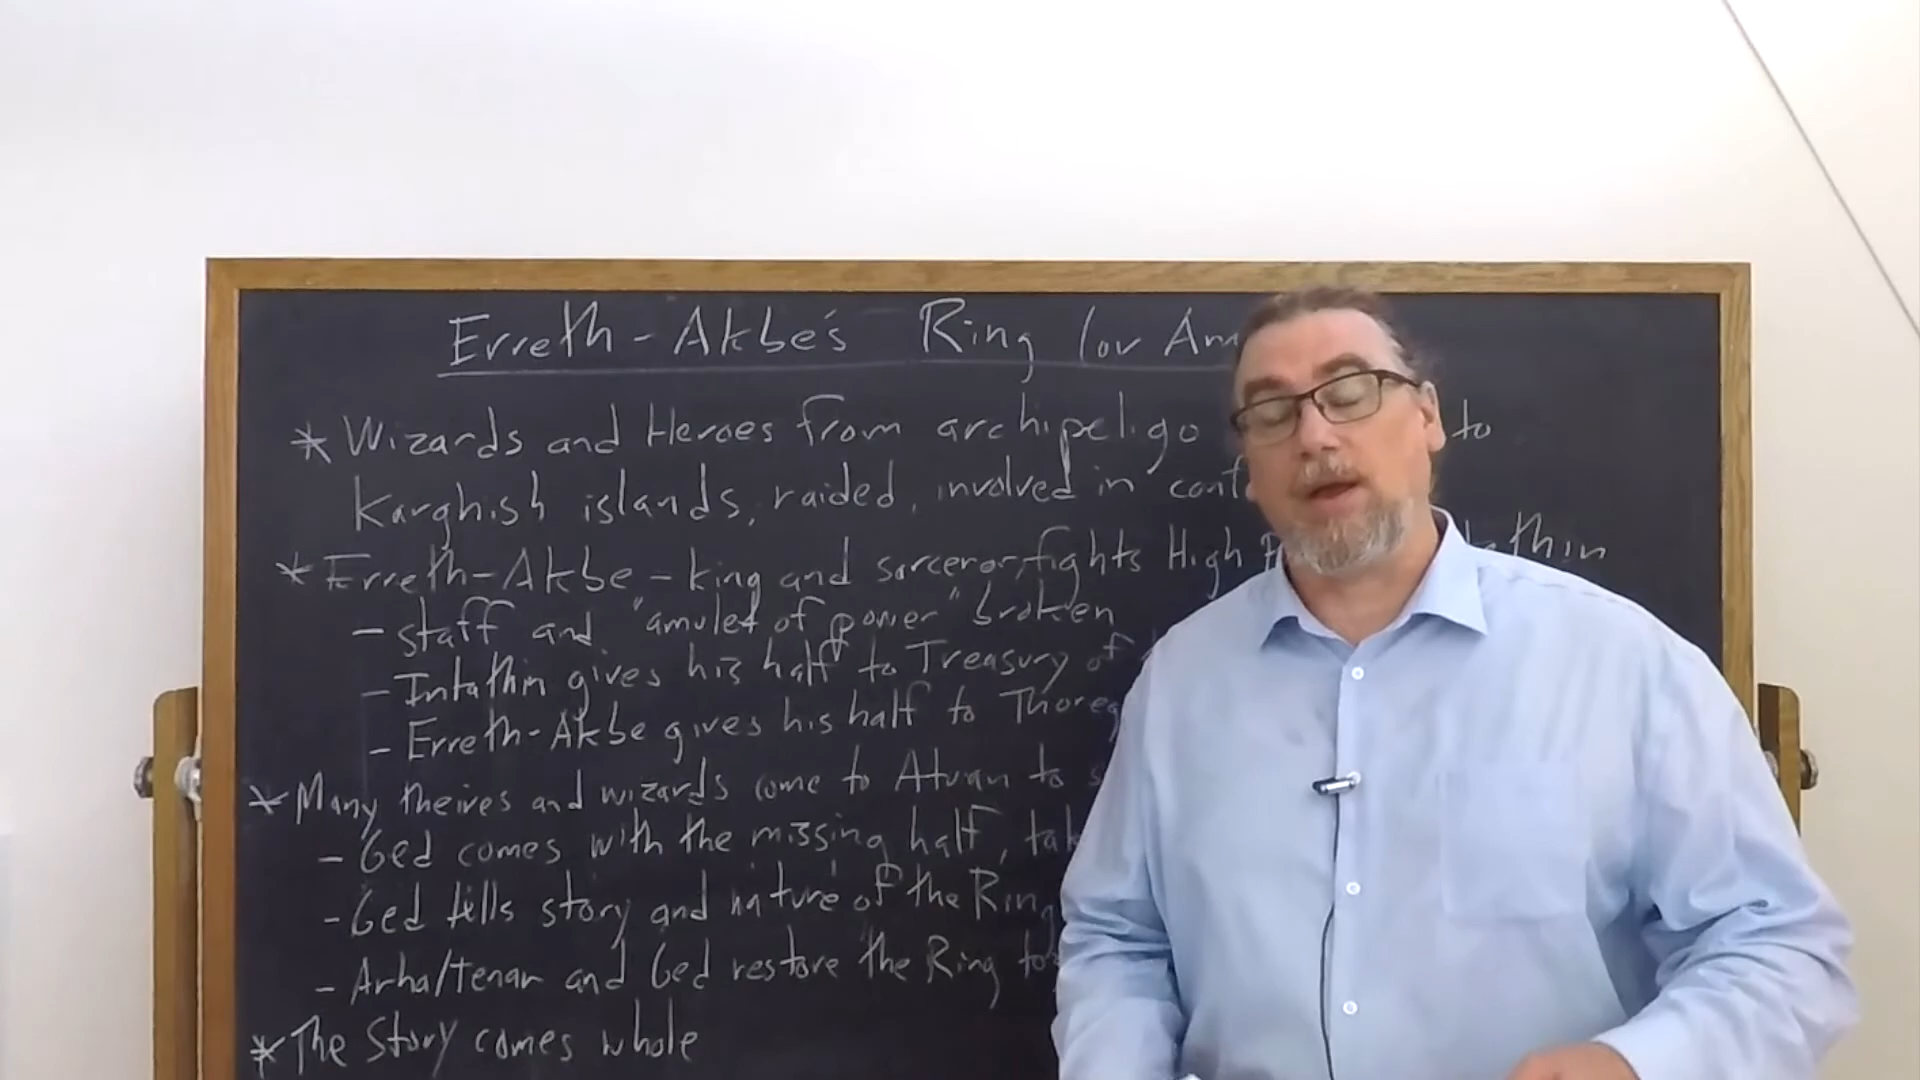 Erreth-Akbe's Ring (or Am
* Wizards and Heroes from archipeligo to
Karghish islands, raided, involved in conf
* Erreth-Akbe - king and sorceror, fights High thin
- staff and "amulet of power" broken
- Intathin gives his half to Treasury of
- Erreth-Akbe gives his half to Thoreg
* Many theives and wizards come to Atuan to s
- Ged comes with the missing half, tak
- Ged tells story and nature of the Ring
- Arha/Tenar and Ged restore the Ring tog
* The Story comes whole